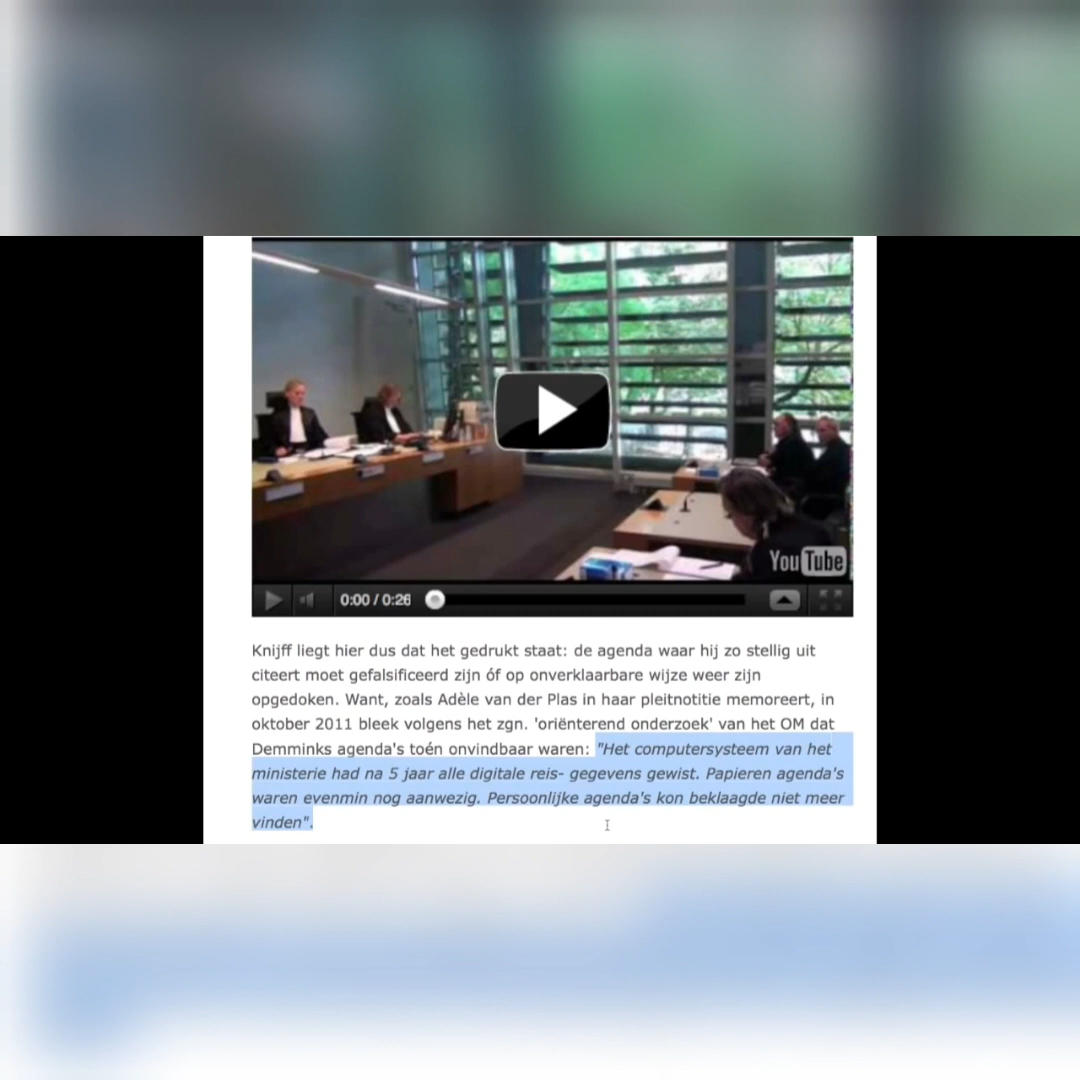 YouTube
0:00 / 0:26
Knijff liegt hier dus dat het gedrukt staat: de agenda waar hij zo stellig uit
citeert moet gefalsificeerd zijn óf op onverklaarbare wijze weer zijn
opgedoken. Want, zoals Adèle van der Plas in haar pleitnotitie memoreert, in
oktober 2011 bleek volgens het zgn. 'oriënterend onderzoek' van het OM dat
Demminks agenda's toén onvindbaar waren: "Het computersysteem van het
ministerie had na 5 jaar alle digitale reis- gegevens gewist. Papieren agenda's
waren evenmin nog aanwezig. Persoonlijke agenda's kon beklaagde niet meer
vinden".